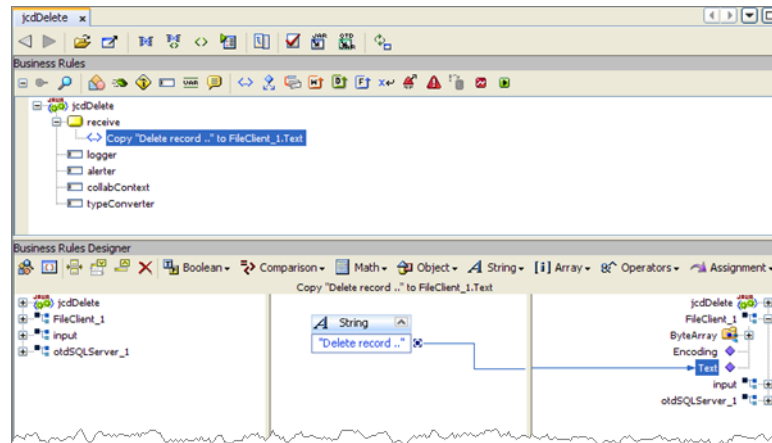 jcdDelete x
Business Rules
jcdDelete
receive
Copy "Delete record .." to FileClient_1.Text
logger
alerter
collabContext
typeConverter
Business Rules Designer
Boolean Comparison Math Object String Array Operators Assignment
Copy "Delete record .." to FileClient_1.Text
jcdDelete
FileClient_1
input
otdSQLServer_1
String
"Delete record .."
jcdDelete
FileClient_1
ByteArray
Encoding
Text
input
otdSQLServer_1